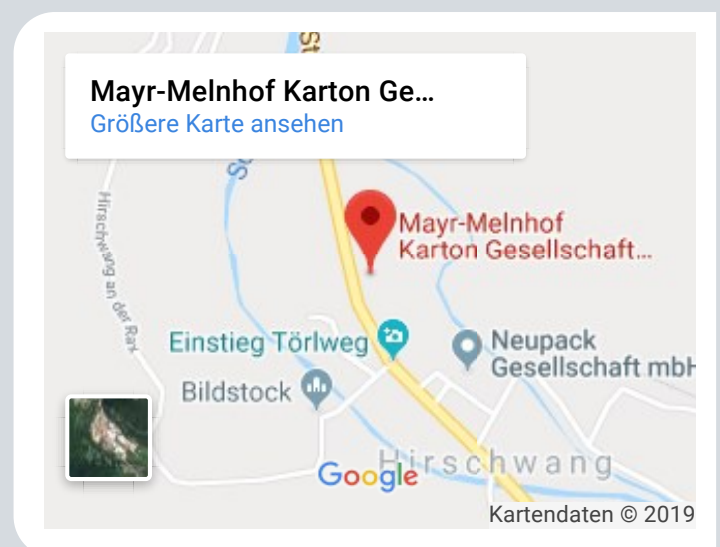 Mayr-Melnhof Karton Ge...
Größere Karte ansehen
Mayr-Melnhof
Karton Gesellschaft...
Hirschwang an der Rax
Einstieg Törlweg
Neupack
Gesellschaft mbH
Bildstock
Hirschwang
Google
Kartendaten © 2019